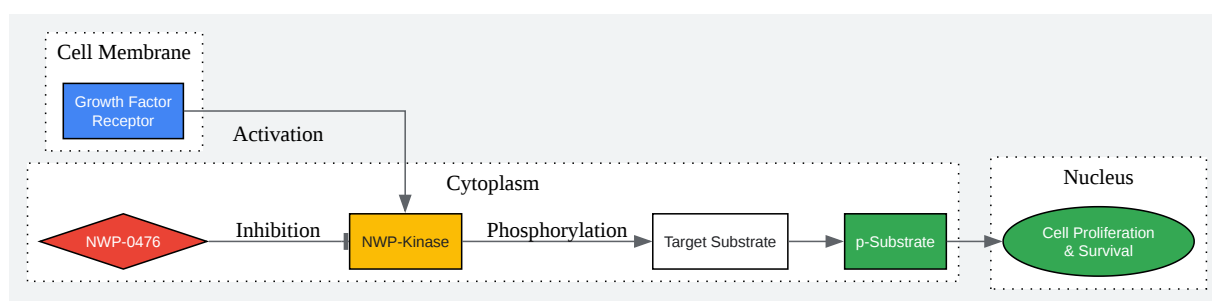 Cell Membrane
Growth Factor
Receptor
Activation
Cytoplasm
NWP-0476
Inhibition
NWP-Kinase
Phosphorylation
Target Substrate
p-Substrate
Nucleus
Cell Proliferation
& Survival